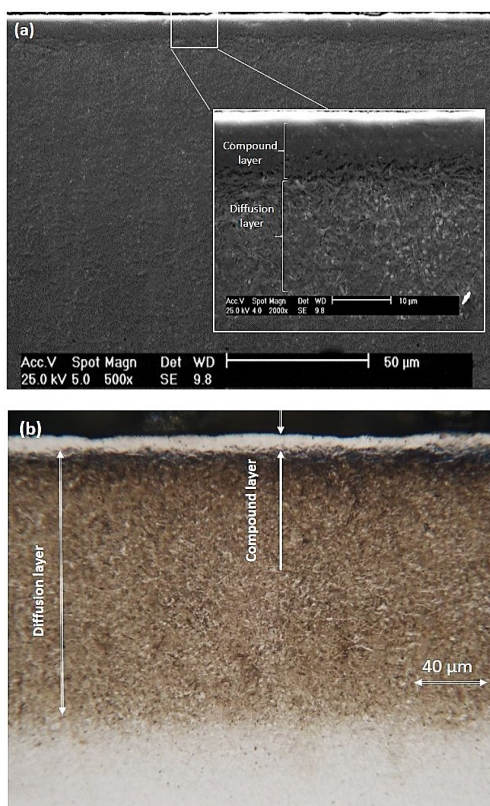 (a)
Compound
layer
Diffusion
layer
Acc.V Spot Magn Det WD 10 µm
25.0 kV 4.0 2000x SE 9.8
Acc.V Spot Magn Det WD 50 µm
25.0 kV 5.0 500x SE 9.8
(b)
Diffusion layer
Compound layer
40 µm